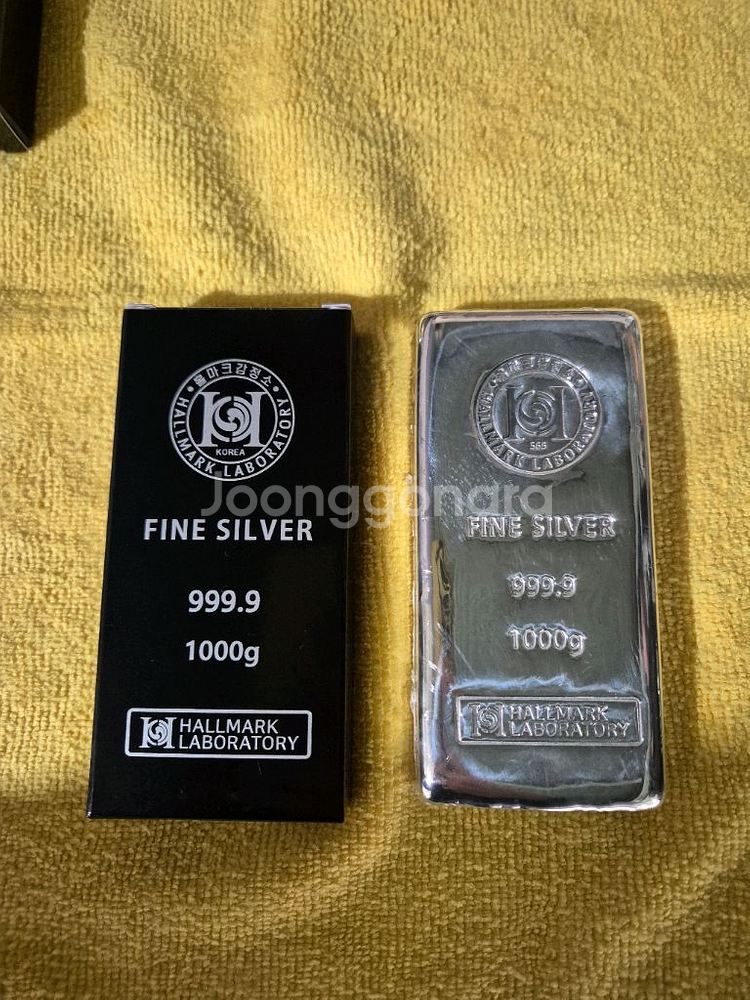 홀마크감정소
HALLMARK LABORATORY
KOREA
FINE SILVER
999.9
1000g
HALLMARK
LABORATORY
HALLMARK LABORATORY
FINE SILVER
999.9
1000g
HALLMARK
LABORATORY
Joonggonara